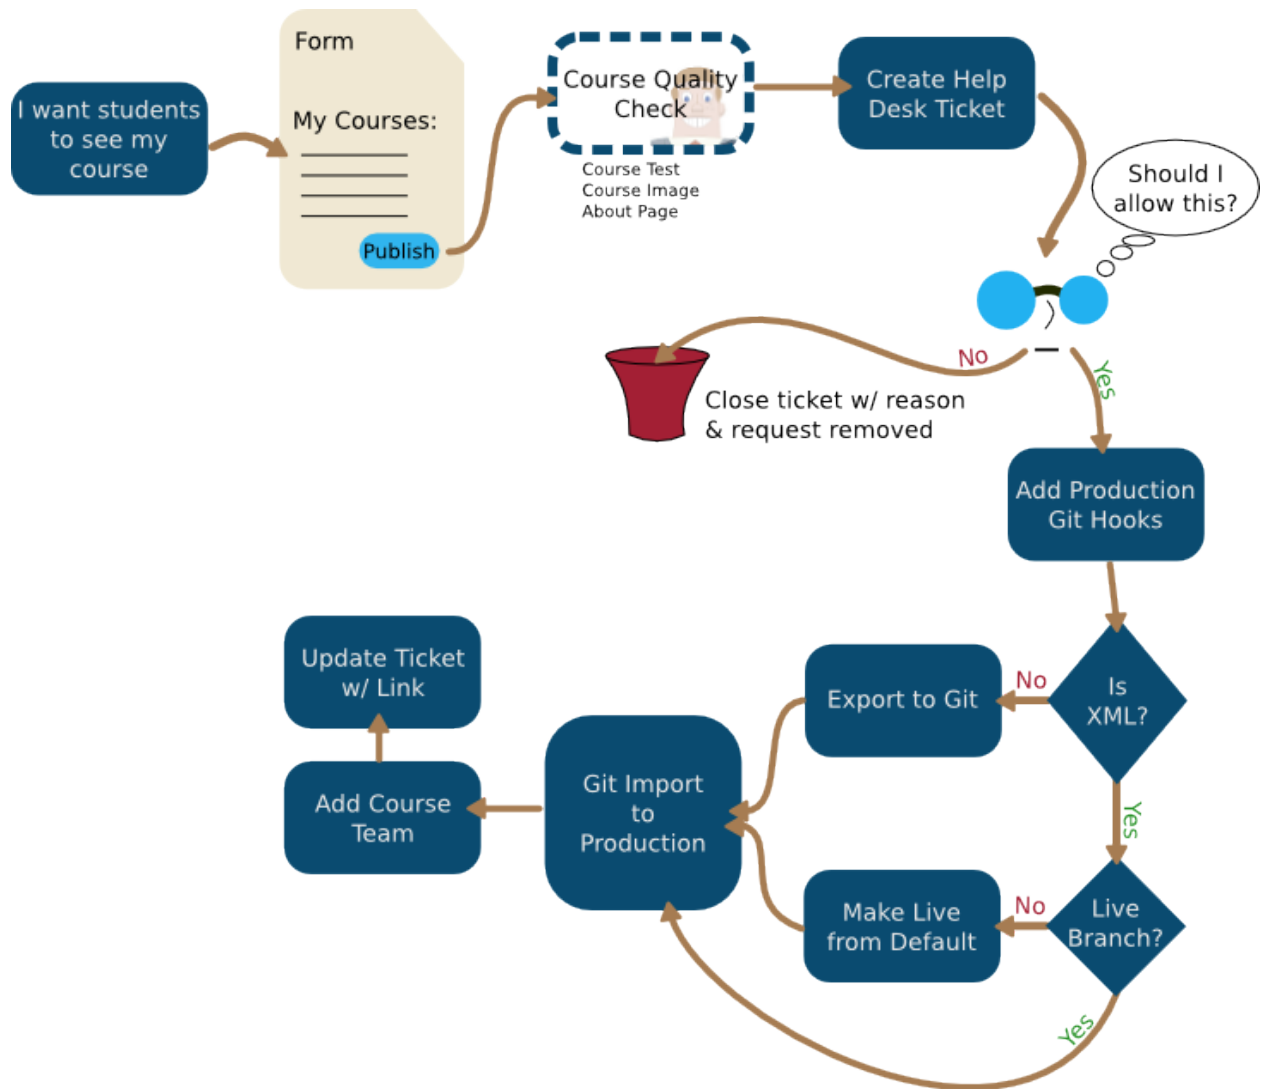 I want students
to see my
course
Form
My Courses:
Publish
Course Quality
Check
Course Test
Course Image
About Page
Create Help
Desk Ticket
Should I
allow this?
No
Yes
Close ticket w/ reason
& request removed
Add Production
Git Hooks
Is
XML?
No
Export to Git
Yes
Live
Branch?
No
Make Live
from Default
Yes
Git Import
to
Production
Add Course
Team
Update Ticket
w/ Link